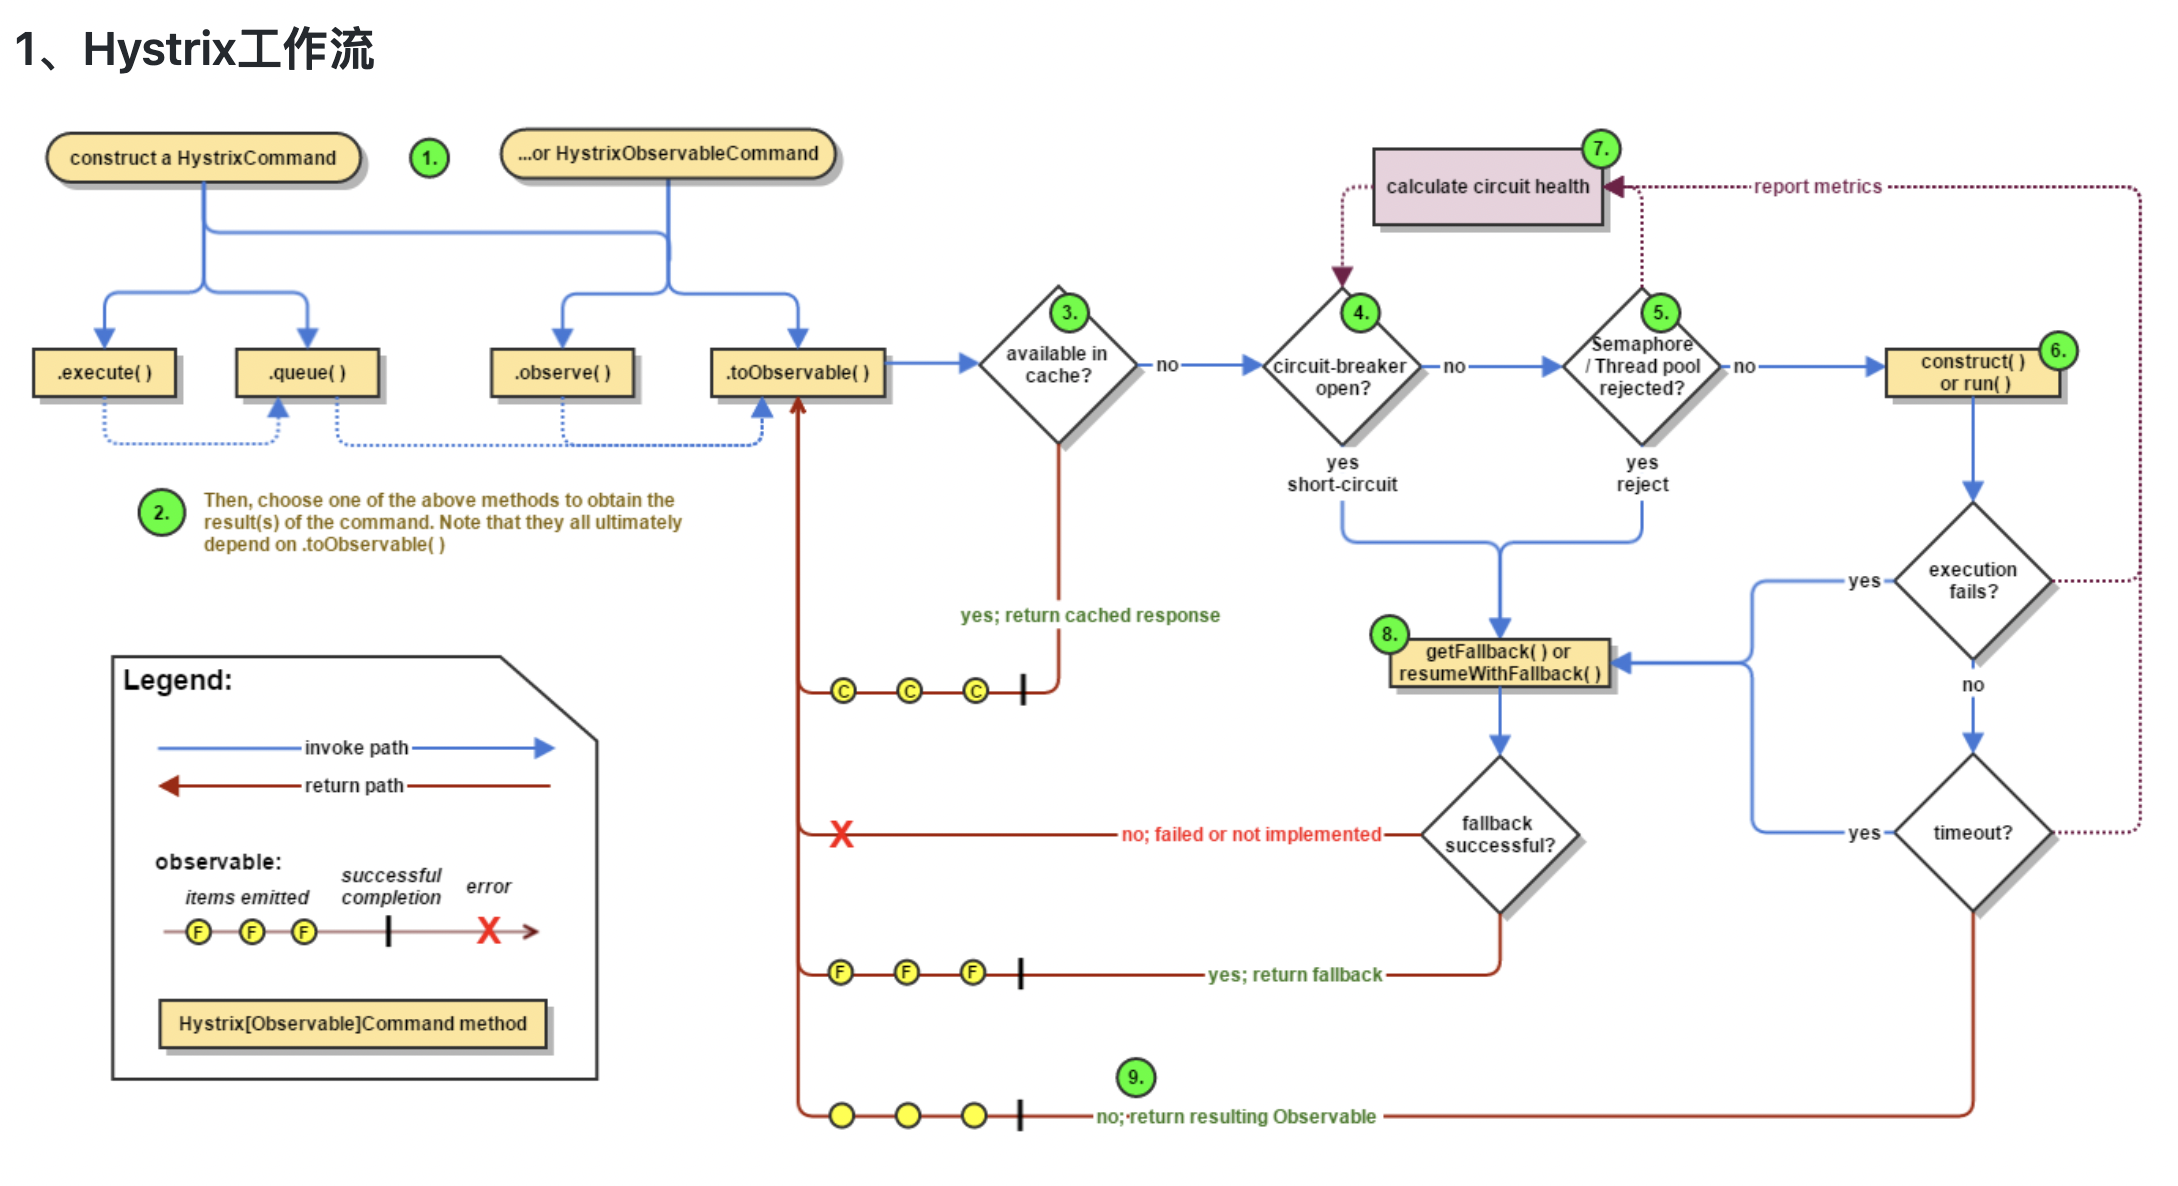 1、Hystrix工作流
construct a HystrixCommand
1.
...or HystrixObservableCommand
7.
calculate circuit health
report metrics
3.
available in
cache?
no
4.
circuit-breaker
open?
no
5.
Semaphore
/ Thread pool
rejected?
no
6.
construct( )
or run( )
.execute( )
.queue( )
.observe( )
.toObservable( )
yes
short-circuit
yes
reject
2.
Then, choose one of the above methods to obtain the
result(s) of the command. Note that they all ultimately
depend on .toObservable( )
execution
fails?
yes
no
yes; return cached response
C C C
8.
getFallback( ) or
resumeWithFallback( )
fallback
successful?
no; failed or not implemented
X
timeout?
yes
F F F
yes; return fallback
9.
no; return resulting Observable
Legend:
invoke path
return path
observable:
items emitted
successful
completion
error
F F F
X
Hystrix[Observable]Command method